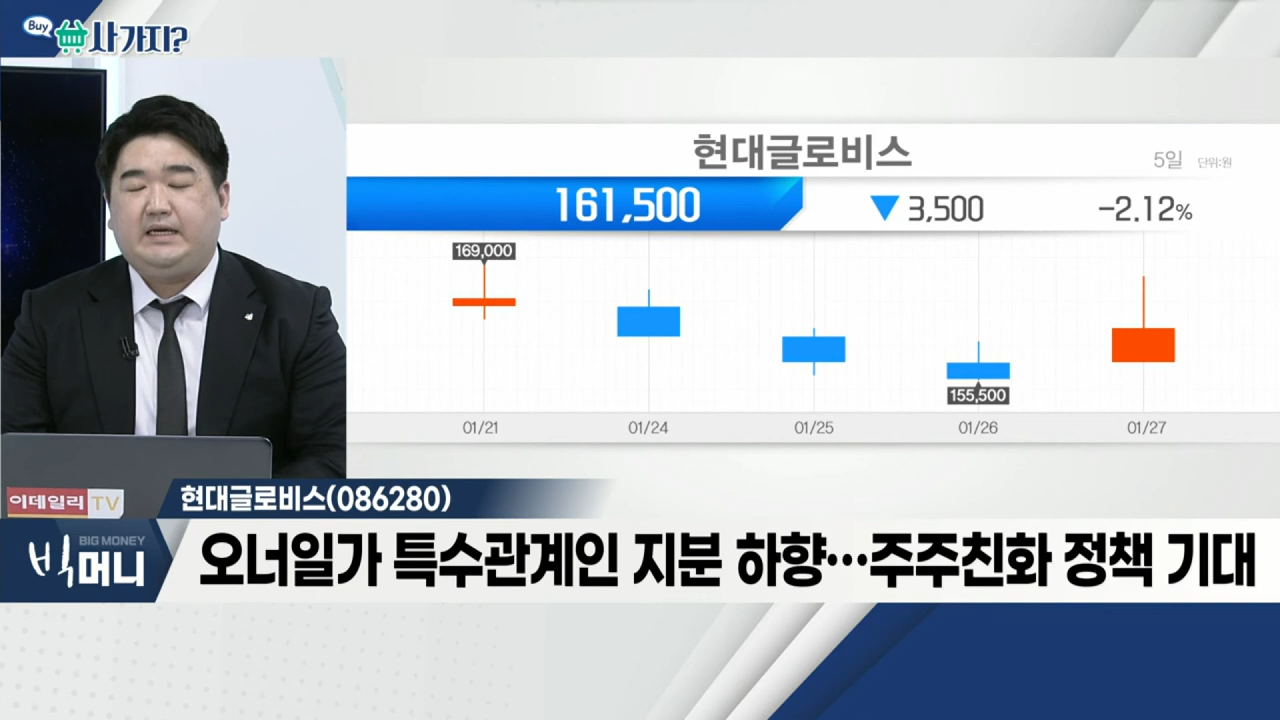 Buy
사가지?
현대글로비스
5일 단위:원
161,500 ▼ 3,500 -2.12%
169,000
155,500
01/21 01/24 01/25 01/26 01/27
이데일리 TV
현대글로비스(086280)
BIG MONEY
빅머니
오너일가 특수관계인 지분 하향…주주친화 정책 기대